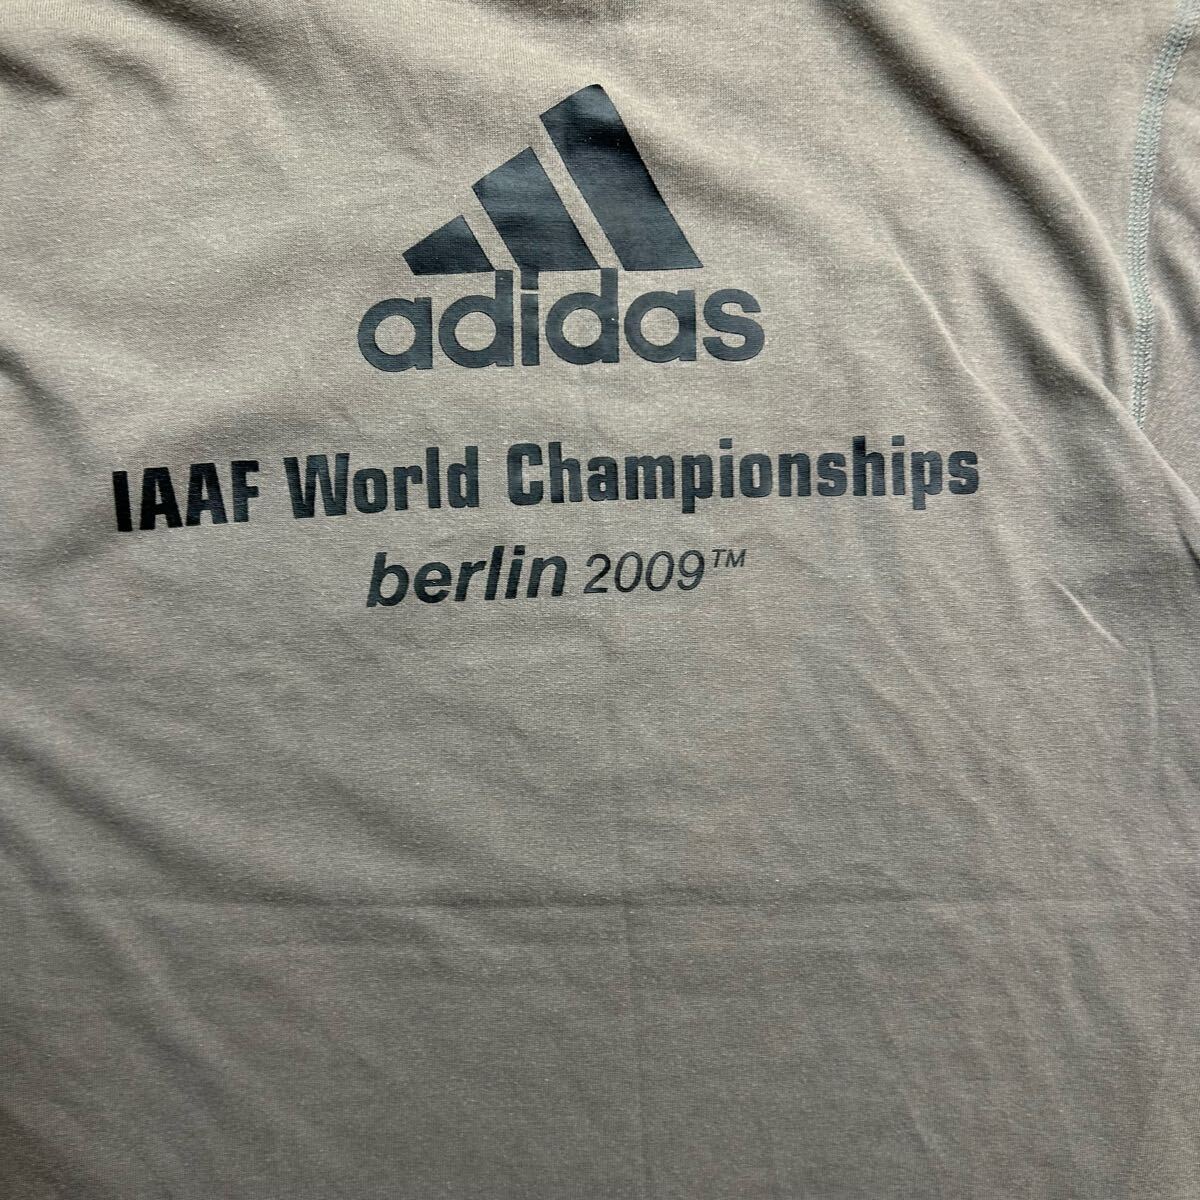 adidas
IAAF World Championships
berlin 2009™